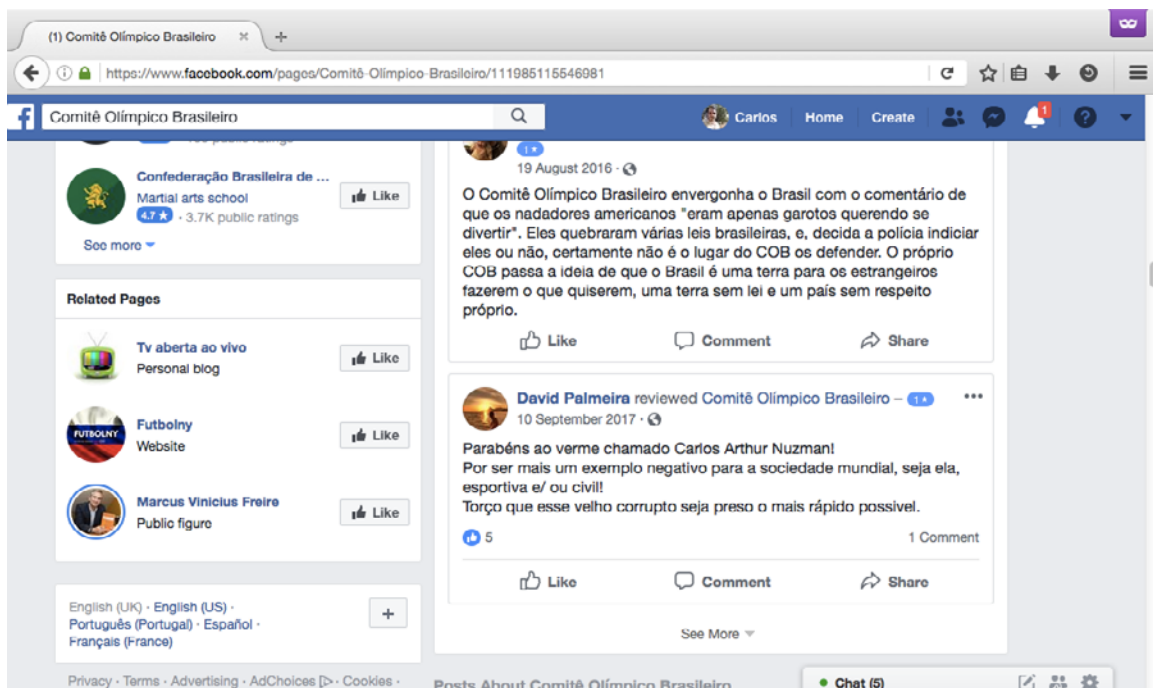 (1) Comitê Olímpico Brasileiro
https://www.facebook.com/pages/Comitê-Olímpico-Brasileiro/111985115546981
Comitê Olímpico Brasileiro
Carlos
Home
Create
1
public ratings
Confederação Brasileira de ...
Martial arts school
4.7 ★ · 3.7K public ratings
Like
See more
Related Pages
Tv aberta ao vivo
Personal blog
Like
FUTBOLNY
Futbolny
Website
Like
Marcus Vinicius Freire
Public figure
Like
English (UK) · English (US) ·
Português (Portugal) · Español ·
Français (France)
Privacy · Terms · Advertising · AdChoices · Cookies ·
1 ★
19 August 2016 ·
O Comitê Olímpico Brasileiro envergonha o Brasil com o comentário de
que os nadadores americanos "eram apenas garotos querendo se
divertir". Eles quebraram várias leis brasileiras, e, decida a polícia indiciar
eles ou não, certamente não é o lugar do COB os defender. O próprio
COB passa a ideia de que o Brasil é uma terra para os estrangeiros
fazerem o que quiserem, uma terra sem lei e um país sem respeito
próprio.
Like Comment Share
David Palmeira reviewed Comitê Olímpico Brasileiro – 1 ★
10 September 2017 ·
Parabéns ao verme chamado Carlos Arthur Nuzman!
Por ser mais um exemplo negativo para a sociedade mundial, seja ela,
esportiva e/ ou civil!
Torço que esse velho corrupto seja preso o mais rápido possivel.
5
1 Comment
Like Comment Share
See More
Posts About Comitê Olímpico Brasileiro
Chat (5)